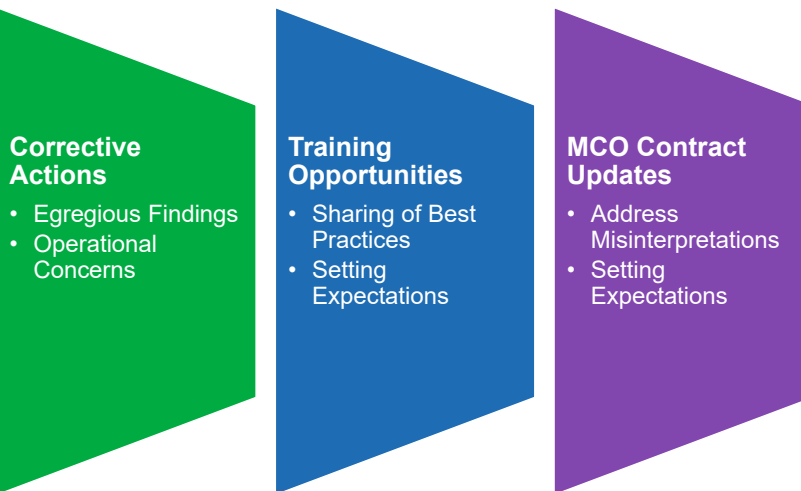 Corrective
Actions
• Egregious Findings
• Operational
Concerns
Training
Opportunities
• Sharing of Best
Practices
• Setting
Expectations
MCO Contract
Updates
• Address
Misinterpretations
• Setting
Expectations